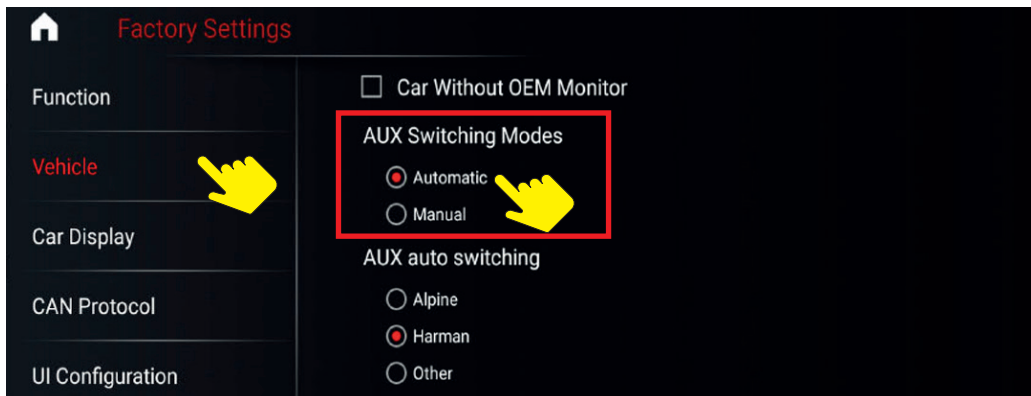 Factory Settings
Function
Vehicle
Car Display
CAN Protocol
UI Configuration
Car Without OEM Monitor
AUX Switching Modes
Automatic
Manual
AUX auto switching
Alpine
Harman
Other